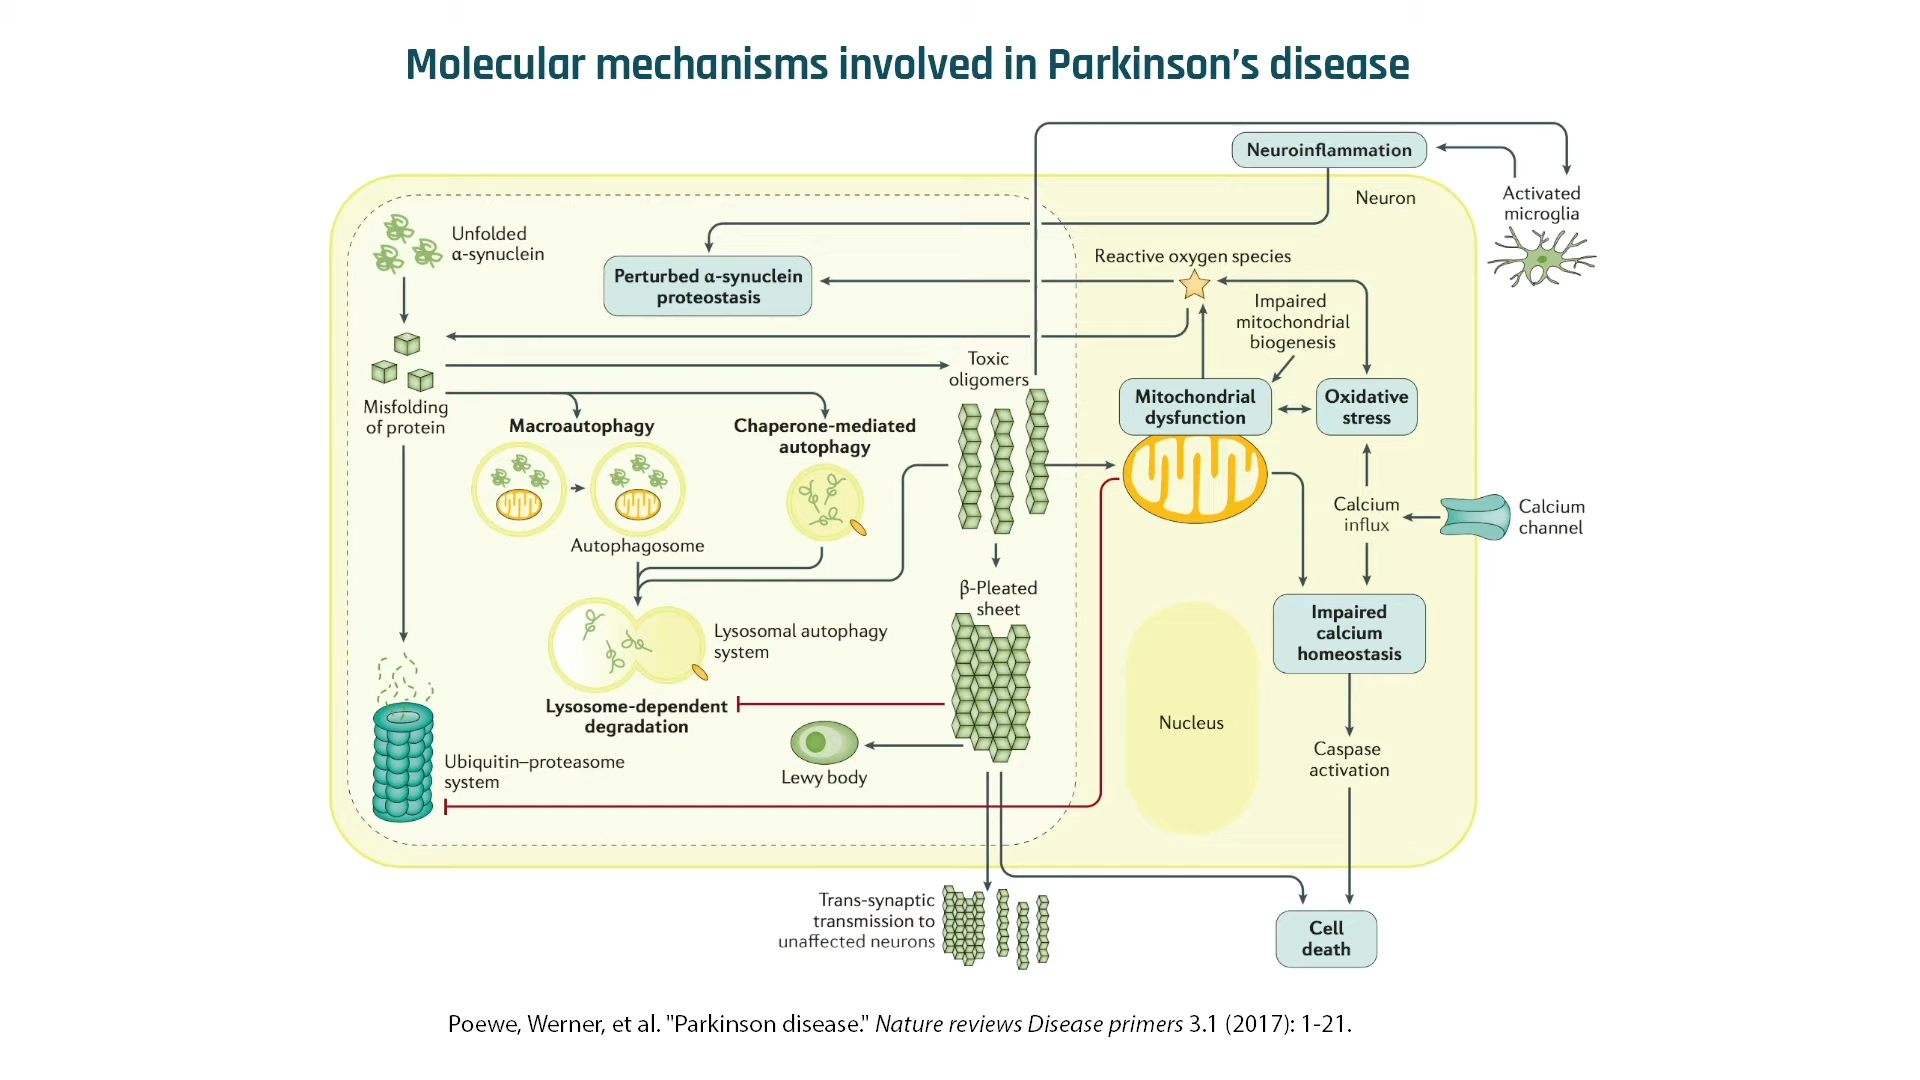 Molecular mechanisms involved in Parkinson's disease
Neuroinflammation
Neuron
Activated
microglia
Unfolded
α-synuclein
Perturbed α-synuclein
proteostasis
Reactive oxygen species
Impaired
mitochondrial
biogenesis
Toxic
oligomers
Mitochondrial
dysfunction
Oxidative
stress
Misfolding
of protein
Macroautophagy
Chaperone-mediated
autophagy
Autophagosome
Calcium
influx
Calcium
channel
β-Pleated
sheet
Lysosomal autophagy
system
Impaired
calcium
homeostasis
Lysosome-dependent
degradation
Nucleus
Lewy body
Ubiquitin–proteasome
system
Caspase
activation
Trans-synaptic
transmission to
unaffected neurons
Cell
death
Poewe, Werner, et al. "Parkinson disease." Nature reviews Disease primers 3.1 (2017): 1-21.